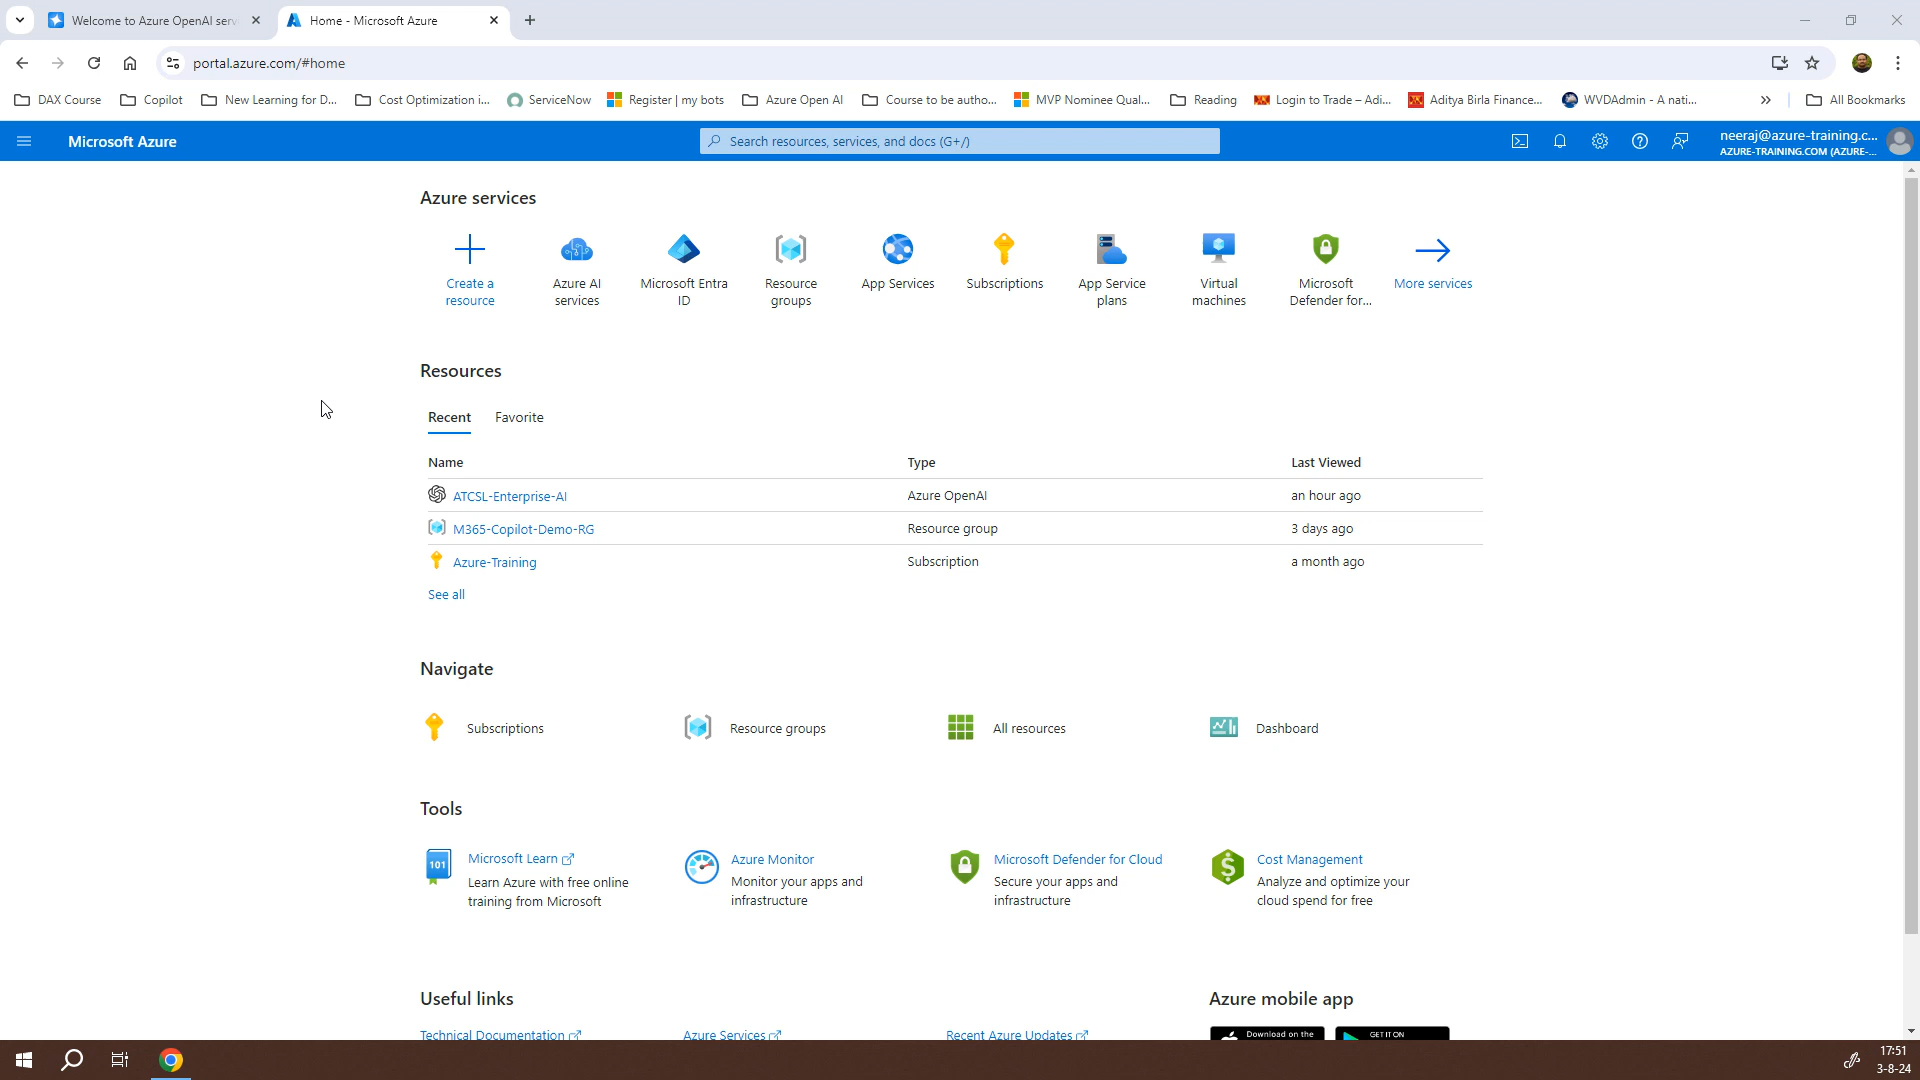 Welcome to Azure OpenAI serv
Home - Microsoft Azure
portal.azure.com/#home
DAX Course
Copilot
New Learning for D...
Cost Optimization i...
ServiceNow
Register | my bots
Azure Open AI
Course to be autho...
MVP Nominee Qual...
Reading
Login to Trade – Adi...
Aditya Birla Finance...
WVDAdmin - A nati...
All Bookmarks
Microsoft Azure
Search resources, services, and docs (G+/)
neeraj@azure-training.c...
AZURE-TRAINING.COM (AZURE-...
Azure services
Create a
resource
Azure AI
services
Microsoft Entra
ID
Resource
groups
App Services
Subscriptions
App Service
plans
Virtual
machines
Microsoft
Defender for...
More services
Resources
Recent
Favorite
Name
Type
Last Viewed
ATCSL-Enterprise-AI
Azure OpenAI
an hour ago
M365-Copilot-Demo-RG
Resource group
3 days ago
Azure-Training
Subscription
a month ago
See all
Navigate
Subscriptions
Resource groups
All resources
Dashboard
Tools
101
Microsoft Learn
Learn Azure with free online
training from Microsoft
Azure Monitor
Monitor your apps and
infrastructure
Microsoft Defender for Cloud
Secure your apps and
infrastructure
Cost Management
Analyze and optimize your
cloud spend for free
Useful links
Azure mobile app
Technical Documentation
Azure Services
Recent Azure Updates
Download on the
GET IT ON
17:51
3-8-24